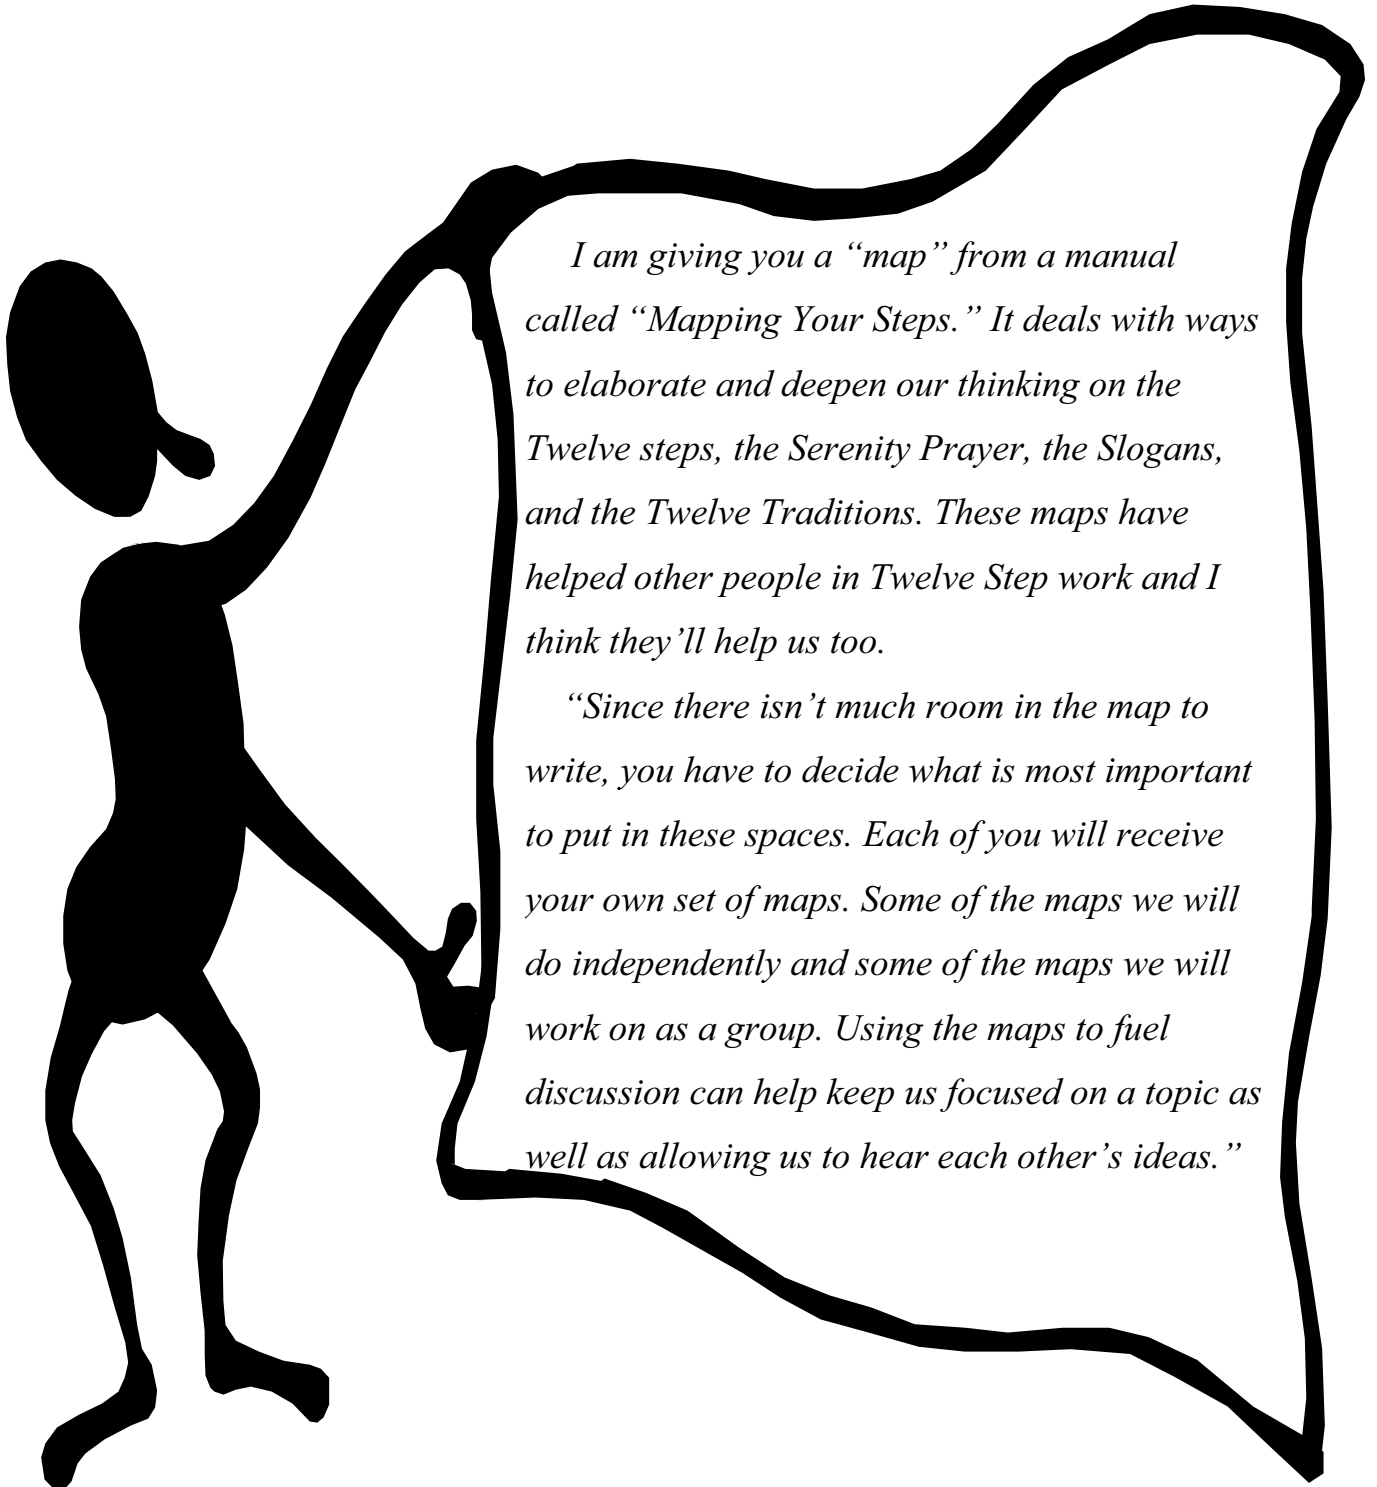 I am giving you a “map” from a manual
called “Mapping Your Steps.” It deals with ways
to elaborate and deepen our thinking on the
Twelve steps, the Serenity Prayer, the Slogans,
and the Twelve Traditions. These maps have
helped other people in Twelve Step work and I
think they’ll help us too.
“Since there isn’t much room in the map to
write, you have to decide what is most important
to put in these spaces. Each of you will receive
your own set of maps. Some of the maps we will
do independently and some of the maps we will
work on as a group. Using the maps to fuel
discussion can help keep us focused on a topic as
well as allowing us to hear each other’s ideas.”